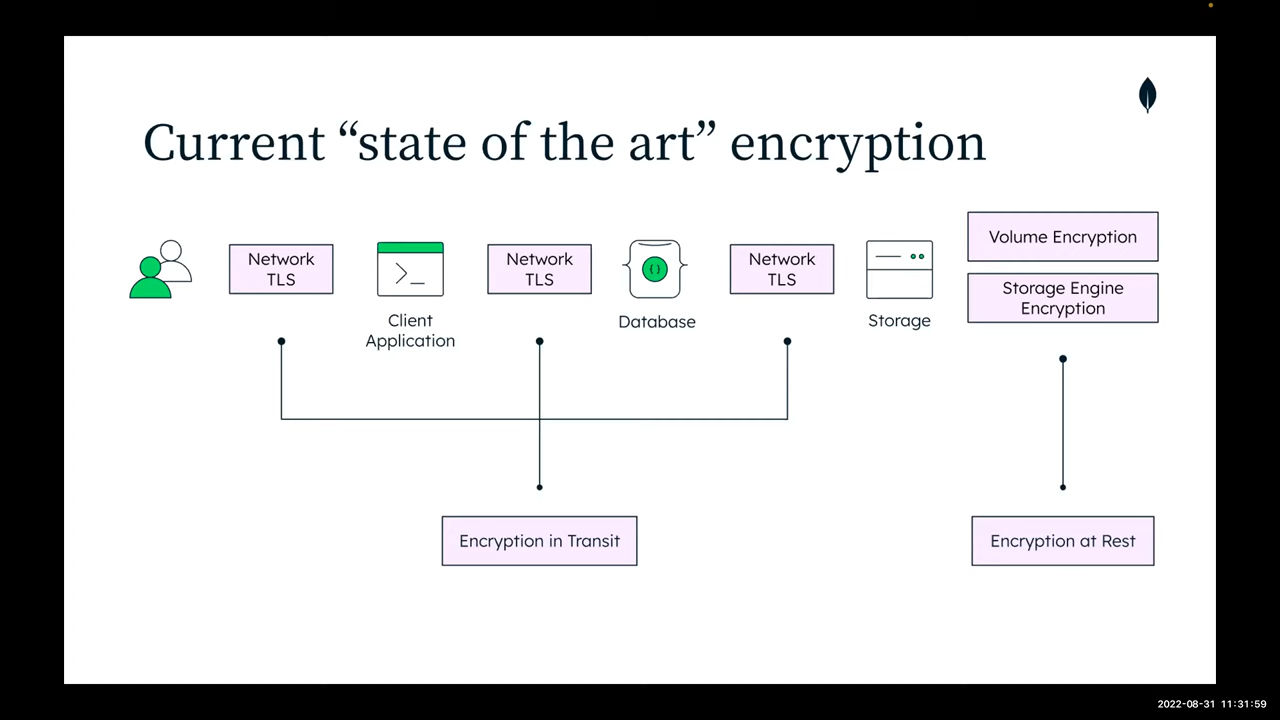 Current “state of the art” encryption
Network
TLS
Client
Application
Network
TLS
{ }
Database
Network
TLS
Storage
Volume Encryption
Storage Engine
Encryption
Encryption in Transit
Encryption at Rest
2022-08-31 11:31:59